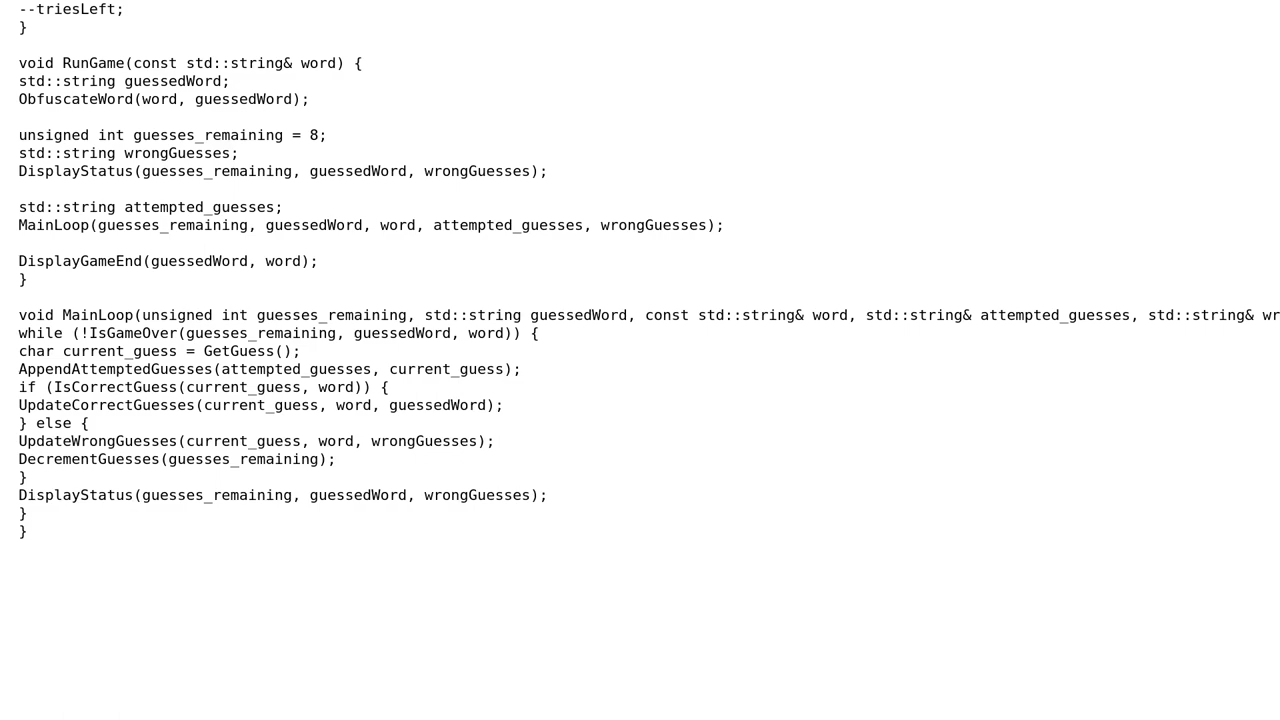 --triesLeft;
}
void RunGame(const std::string& word) {
std::string guessedWord;
ObfuscateWord(word, guessedWord);
unsigned int guesses_remaining = 8;
std::string wrongGuesses;
DisplayStatus(guesses_remaining, guessedWord, wrongGuesses);
std::string attempted_guesses;
MainLoop(guesses_remaining, guessedWord, word, attempted_guesses, wrongGuesses);
DisplayGameEnd(guessedWord, word);
}
void MainLoop(unsigned int guesses_remaining, std::string guessedWord, const std::string& word, std::string& attempted_guesses, std::string& wr
while (!IsGameOver(guesses_remaining, guessedWord, word)) {
char current_guess = GetGuess();
AppendAttemptedGuesses(attempted_guesses, current_guess);
if (IsCorrectGuess(current_guess, word)) {
UpdateCorrectGuesses(current_guess, word, guessedWord);
} else {
UpdateWrongGuesses(current_guess, word, wrongGuesses);
DecrementGuesses(guesses_remaining);
}
DisplayStatus(guesses_remaining, guessedWord, wrongGuesses);
}
}